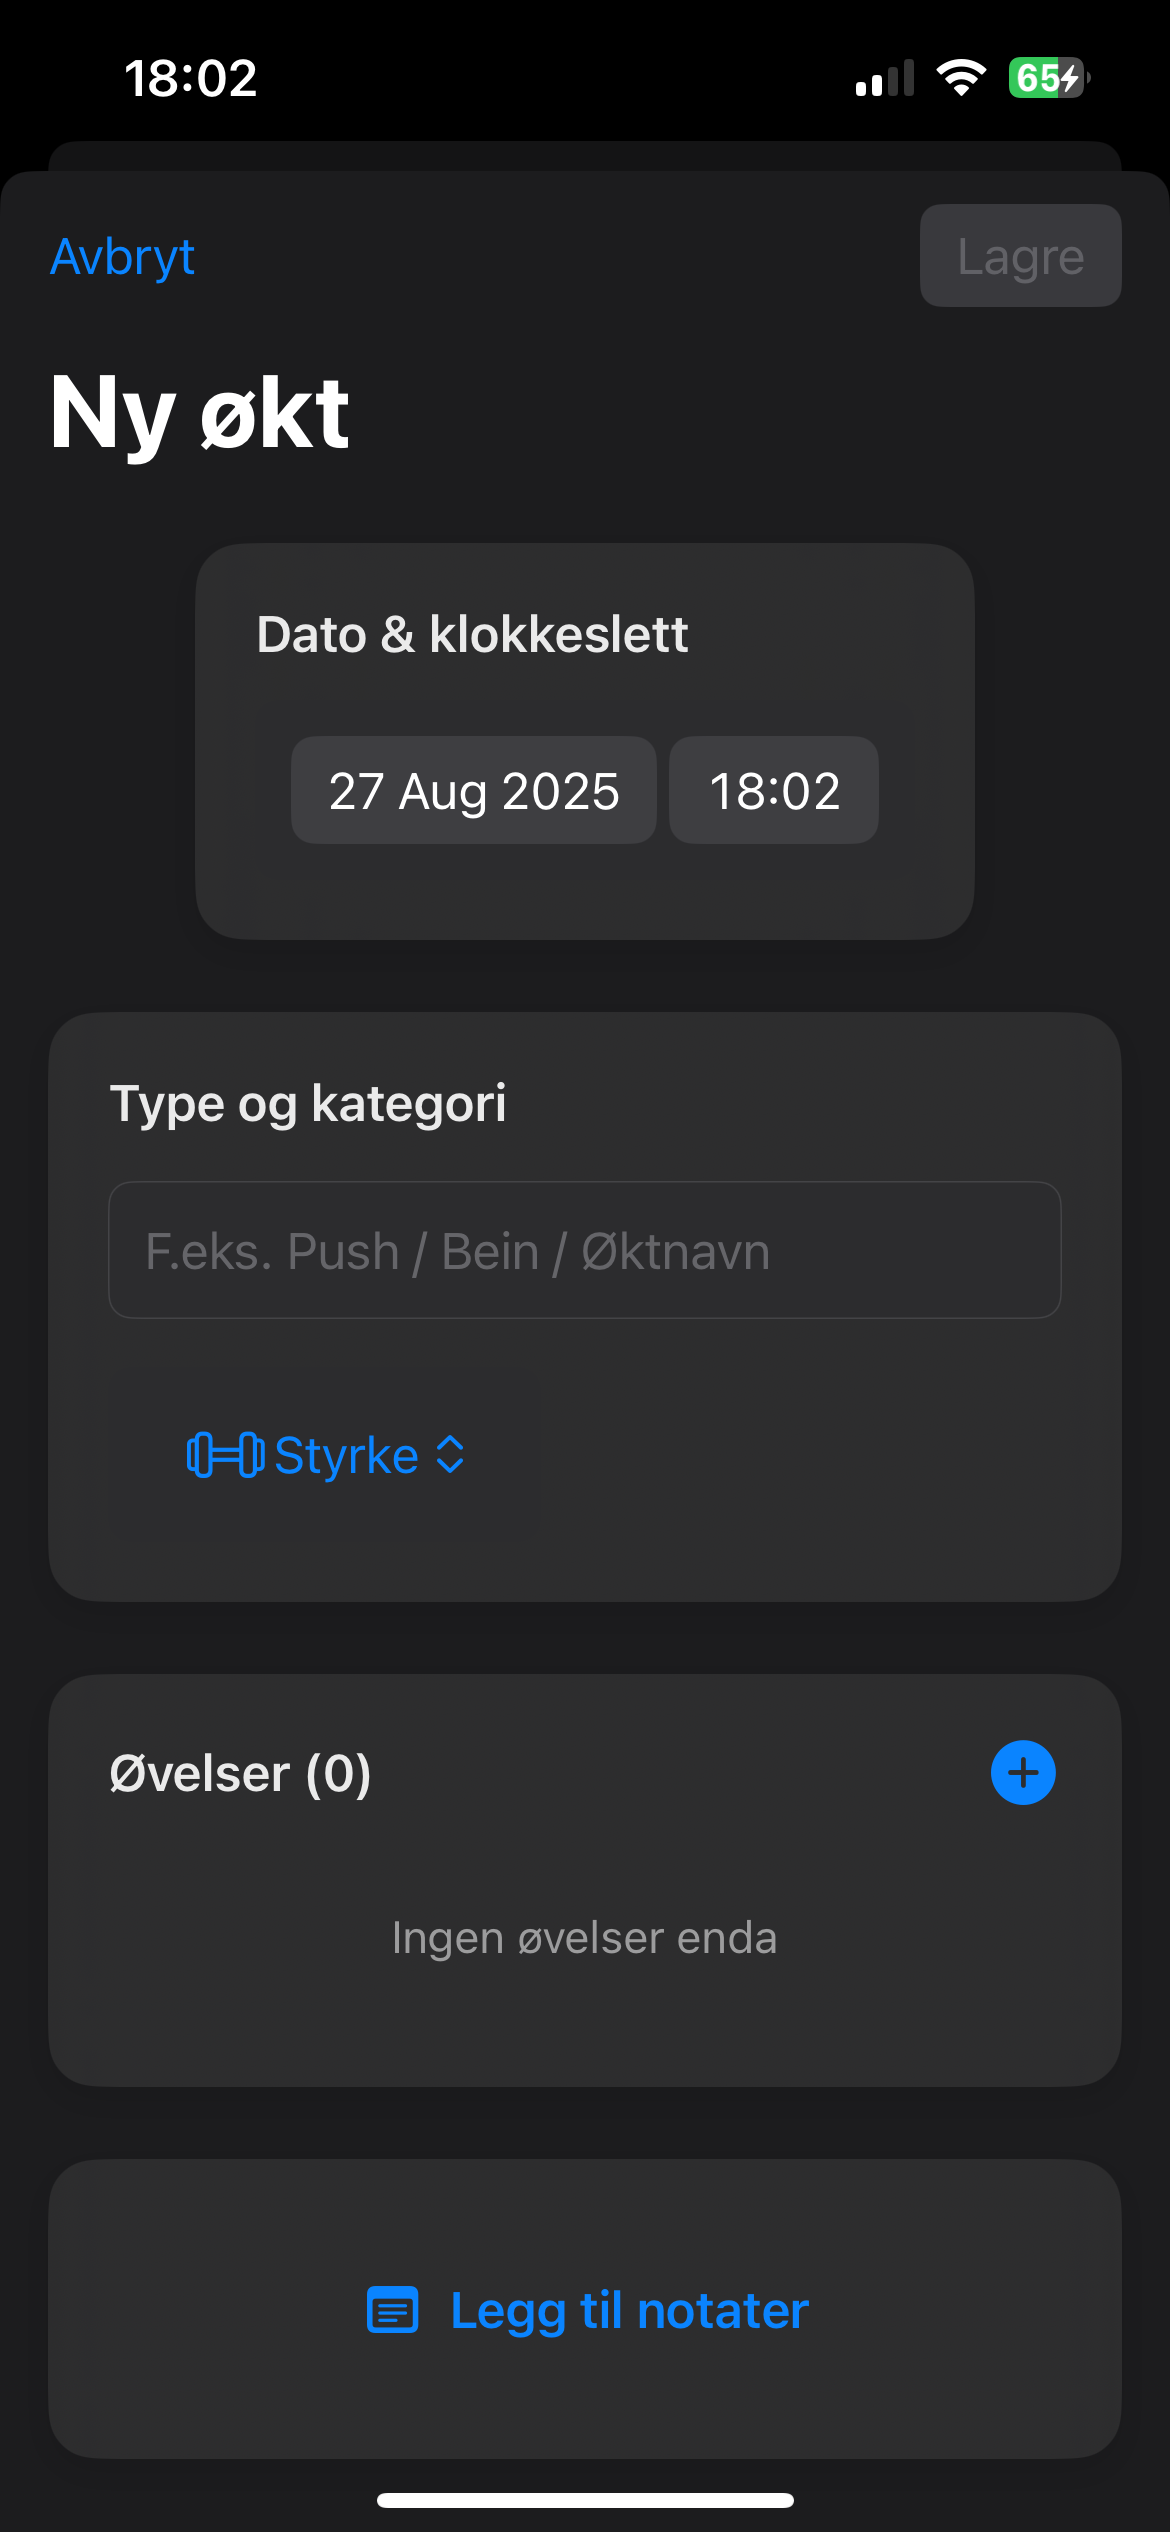 18:02
65
Avbryt
Lagre
Ny økt
Dato & klokkeslett
27 Aug 2025
18:02
Type og kategori
F.eks. Push / Bein / Øktnavn
Styrke
Øvelser (0)
Ingen øvelser enda
Legg til notater